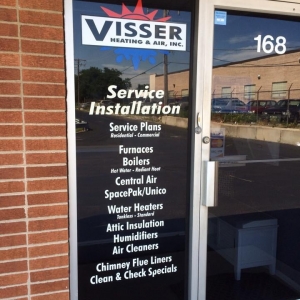 VISSER
HEATING & AIR, INC.
168
Service
Installation
Service Plans
Residential - Commercial
Furnaces
Boilers
Hot Water - Radiant Heat
Central Air
SpacePak/Unico
Water Heaters
Tankless - Standard
Attic Insulation
Humidifiers
Air Cleaners
Chimney Flue Liners
Clean & Check Specials